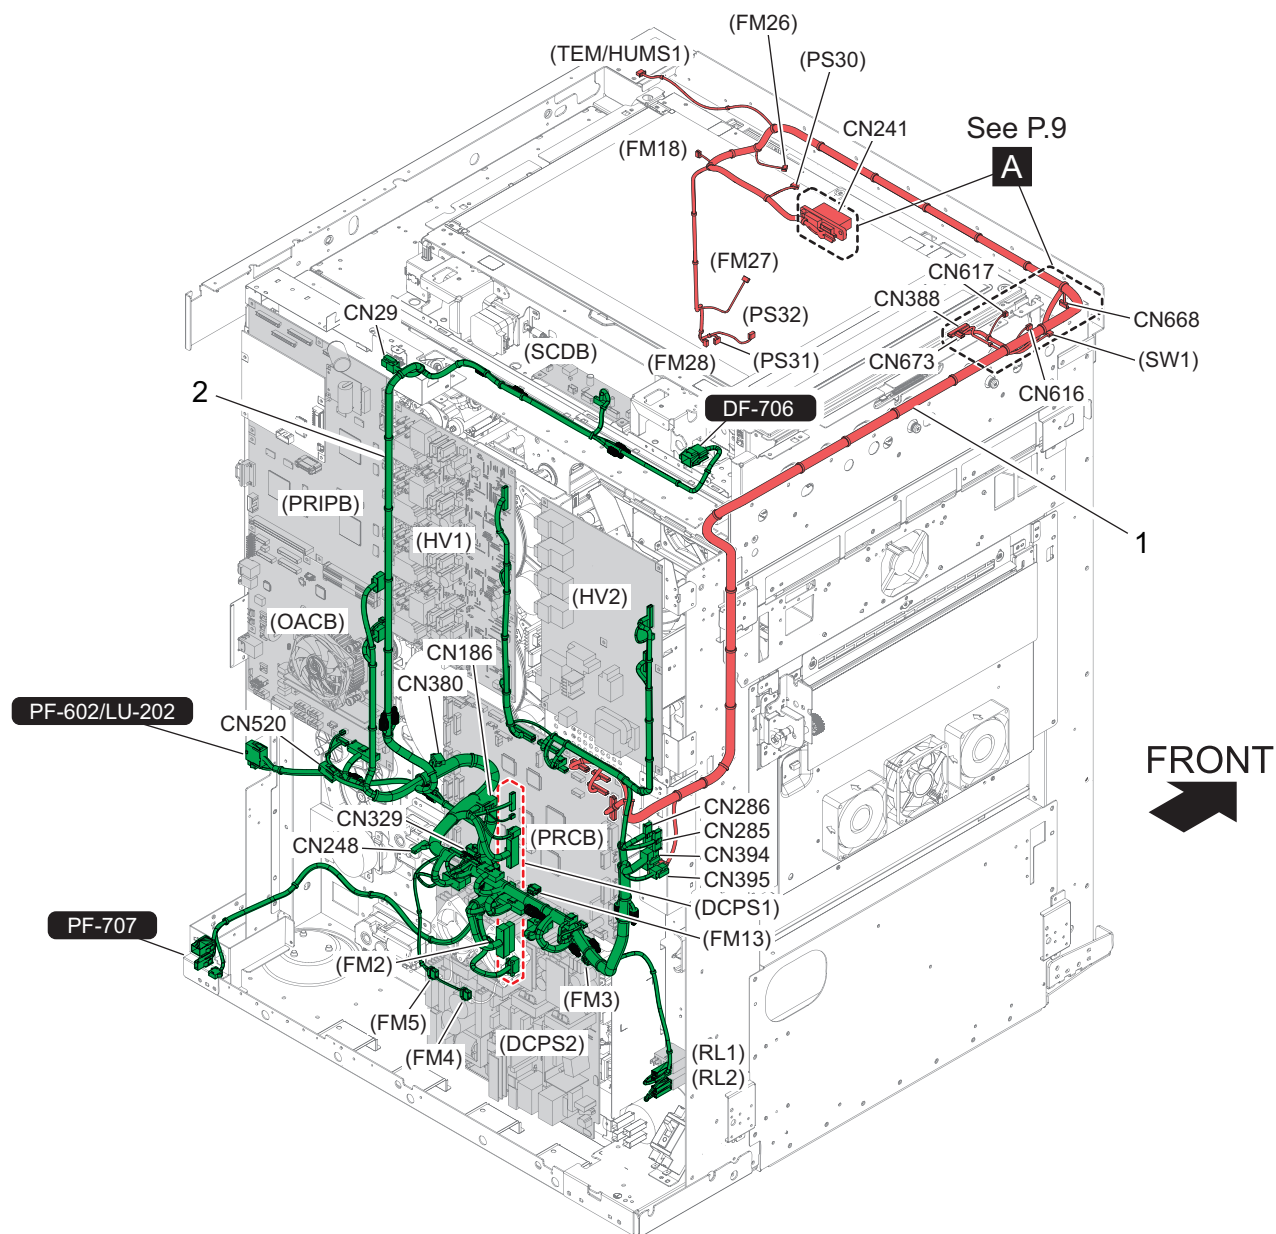 (FM26)
(TEM/HUMS1)
(PS30)
CN241
See P.9
A
(FM18)
(FM27)
CN617
CN388
CN29
(PS32)
CN668
(SCDB)
(FM28)
(PS31)
CN673
(SW1)
2
CN616
DF-706
(PRIPB)
(HV1)
1
(HV2)
(OACB)
CN186
CN380
PF-602/LU-202
CN520
FRONT
CN286
CN329
(PRCB)
CN285
CN248
CN394
CN395
(DCPS1)
PF-707
(FM13)
(FM2)
(FM3)
(FM5)
(FM4)
(DCPS2)
(RL1)
(RL2)